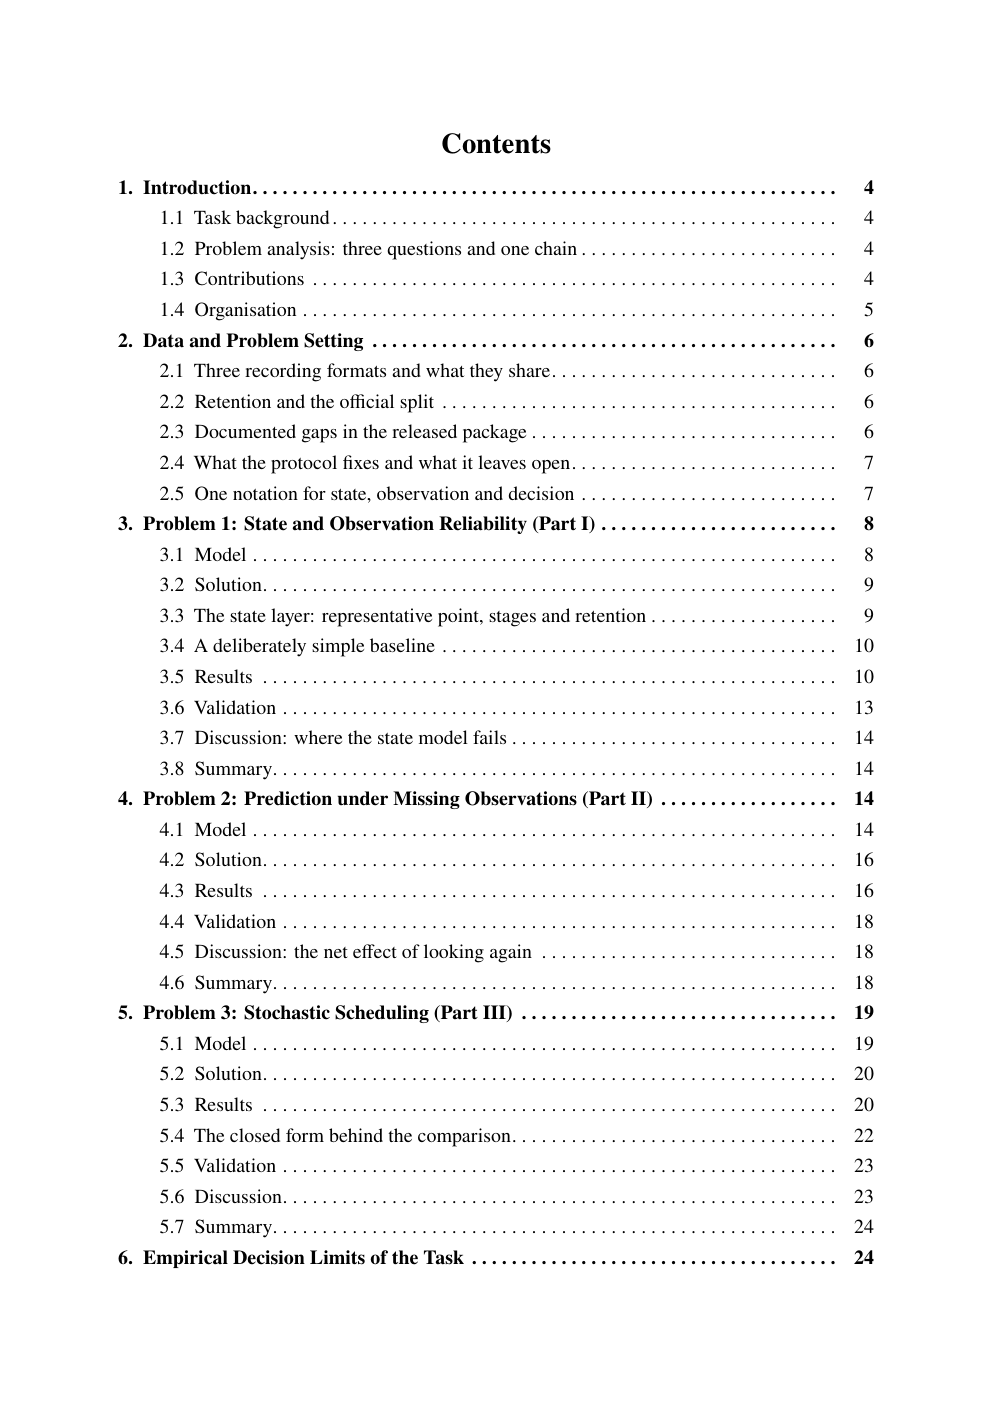 Contents
1. Introduction. . . . . . . . . . . . . . . . . . . . . . . . . . . . . . . . . . . . . . . . . . . . . . . . . . . . . . . . . . 4
1.1 Task background . . . . . . . . . . . . . . . . . . . . . . . . . . . . . . . . . . . . . . . . . . . . . . . . . . . 4
1.2 Problem analysis: three questions and one chain . . . . . . . . . . . . . . . . . . . . . . . . . . 4
1.3 Contributions . . . . . . . . . . . . . . . . . . . . . . . . . . . . . . . . . . . . . . . . . . . . . . . . . . . . . 4
1.4 Organisation . . . . . . . . . . . . . . . . . . . . . . . . . . . . . . . . . . . . . . . . . . . . . . . . . . . . . . 5
2. Data and Problem Setting . . . . . . . . . . . . . . . . . . . . . . . . . . . . . . . . . . . . . . . . . . . . . . 6
2.1 Three recording formats and what they share. . . . . . . . . . . . . . . . . . . . . . . . . . . . . 6
2.2 Retention and the official split . . . . . . . . . . . . . . . . . . . . . . . . . . . . . . . . . . . . . . . . 6
2.3 Documented gaps in the released package . . . . . . . . . . . . . . . . . . . . . . . . . . . . . . . 6
2.4 What the protocol fixes and what it leaves open. . . . . . . . . . . . . . . . . . . . . . . . . . . 7
2.5 One notation for state, observation and decision . . . . . . . . . . . . . . . . . . . . . . . . . . 7
3. Problem 1: State and Observation Reliability (Part I) . . . . . . . . . . . . . . . . . . . . . . . . 8
3.1 Model . . . . . . . . . . . . . . . . . . . . . . . . . . . . . . . . . . . . . . . . . . . . . . . . . . . . . . . . . . . 8
3.2 Solution. . . . . . . . . . . . . . . . . . . . . . . . . . . . . . . . . . . . . . . . . . . . . . . . . . . . . . . . . . 9
3.3 The state layer: representative point, stages and retention . . . . . . . . . . . . . . . . . . . 9
3.4 A deliberately simple baseline . . . . . . . . . . . . . . . . . . . . . . . . . . . . . . . . . . . . . . . . 10
3.5 Results . . . . . . . . . . . . . . . . . . . . . . . . . . . . . . . . . . . . . . . . . . . . . . . . . . . . . . . . . . 10
3.6 Validation . . . . . . . . . . . . . . . . . . . . . . . . . . . . . . . . . . . . . . . . . . . . . . . . . . . . . . . . 13
3.7 Discussion: where the state model fails . . . . . . . . . . . . . . . . . . . . . . . . . . . . . . . . . 14
3.8 Summary. . . . . . . . . . . . . . . . . . . . . . . . . . . . . . . . . . . . . . . . . . . . . . . . . . . . . . . . . 14
4. Problem 2: Prediction under Missing Observations (Part II) . . . . . . . . . . . . . . . . . . 14
4.1 Model . . . . . . . . . . . . . . . . . . . . . . . . . . . . . . . . . . . . . . . . . . . . . . . . . . . . . . . . . . . 14
4.2 Solution. . . . . . . . . . . . . . . . . . . . . . . . . . . . . . . . . . . . . . . . . . . . . . . . . . . . . . . . . . 16
4.3 Results . . . . . . . . . . . . . . . . . . . . . . . . . . . . . . . . . . . . . . . . . . . . . . . . . . . . . . . . . . 16
4.4 Validation . . . . . . . . . . . . . . . . . . . . . . . . . . . . . . . . . . . . . . . . . . . . . . . . . . . . . . . . 18
4.5 Discussion: the net effect of looking again . . . . . . . . . . . . . . . . . . . . . . . . . . . . . . 18
4.6 Summary. . . . . . . . . . . . . . . . . . . . . . . . . . . . . . . . . . . . . . . . . . . . . . . . . . . . . . . . . 18
5. Problem 3: Stochastic Scheduling (Part III) . . . . . . . . . . . . . . . . . . . . . . . . . . . . . . . 19
5.1 Model . . . . . . . . . . . . . . . . . . . . . . . . . . . . . . . . . . . . . . . . . . . . . . . . . . . . . . . . . . . 19
5.2 Solution. . . . . . . . . . . . . . . . . . . . . . . . . . . . . . . . . . . . . . . . . . . . . . . . . . . . . . . . . . 20
5.3 Results . . . . . . . . . . . . . . . . . . . . . . . . . . . . . . . . . . . . . . . . . . . . . . . . . . . . . . . . . . 20
5.4 The closed form behind the comparison. . . . . . . . . . . . . . . . . . . . . . . . . . . . . . . . . 22
5.5 Validation . . . . . . . . . . . . . . . . . . . . . . . . . . . . . . . . . . . . . . . . . . . . . . . . . . . . . . . . 23
5.6 Discussion. . . . . . . . . . . . . . . . . . . . . . . . . . . . . . . . . . . . . . . . . . . . . . . . . . . . . . . . 23
5.7 Summary. . . . . . . . . . . . . . . . . . . . . . . . . . . . . . . . . . . . . . . . . . . . . . . . . . . . . . . . . 24
6. Empirical Decision Limits of the Task . . . . . . . . . . . . . . . . . . . . . . . . . . . . . . . . . . . . 24